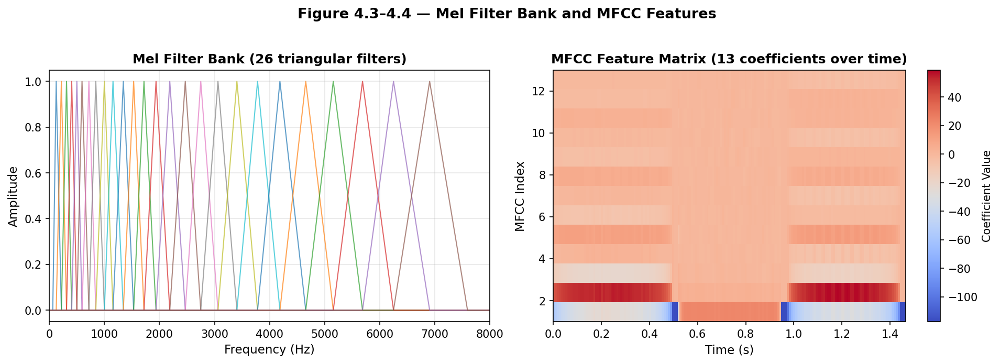 Figure 4.3–4.4 — Mel Filter Bank and MFCC Features
Mel Filter Bank (26 triangular filters)
Amplitude
1.0
0.8
0.6
0.4
0.2
0.0
0 1000 2000 3000 4000 5000 6000 7000 8000
Frequency (Hz)
MFCC Feature Matrix (13 coefficients over time)
MFCC Index
12
10
8
6
4
2
0.0 0.2 0.4 0.6 0.8 1.0 1.2 1.4
Time (s)
40
20
0
−20
−40
−60
−80
−100
Coefficient Value